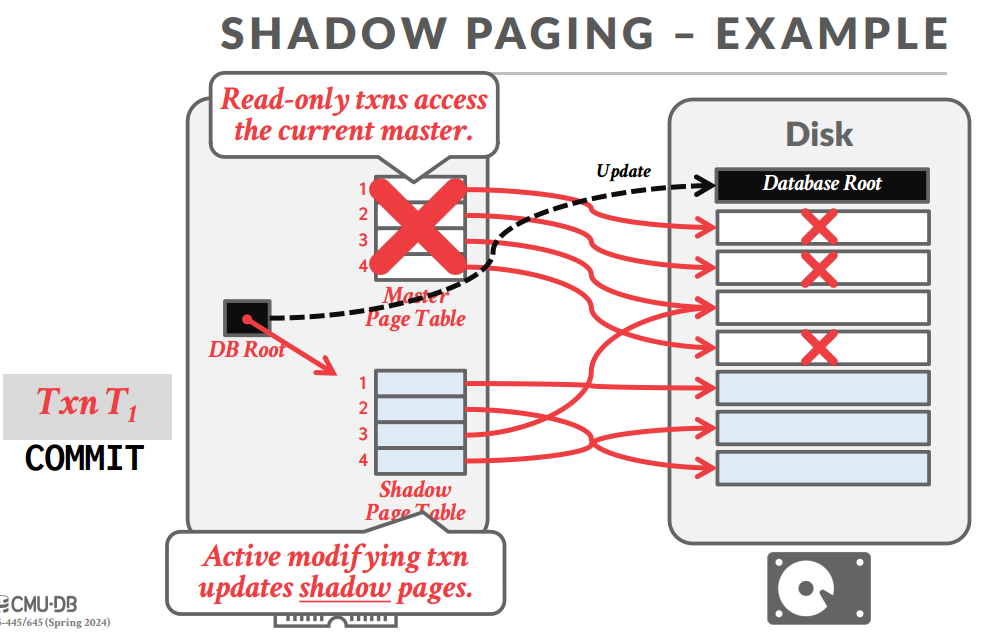 SHADOW PAGING – EXAMPLE
Read-only txns access
the current master.
1
2
3
4
Master
Page Table
DB Root
Txn T1
COMMIT
1
2
3
4
Shadow
Page Table
Active modifying txn
updates shadow pages.
Update
Disk
Database Root
CMU·DB
5-445/645 (Spring 2024)